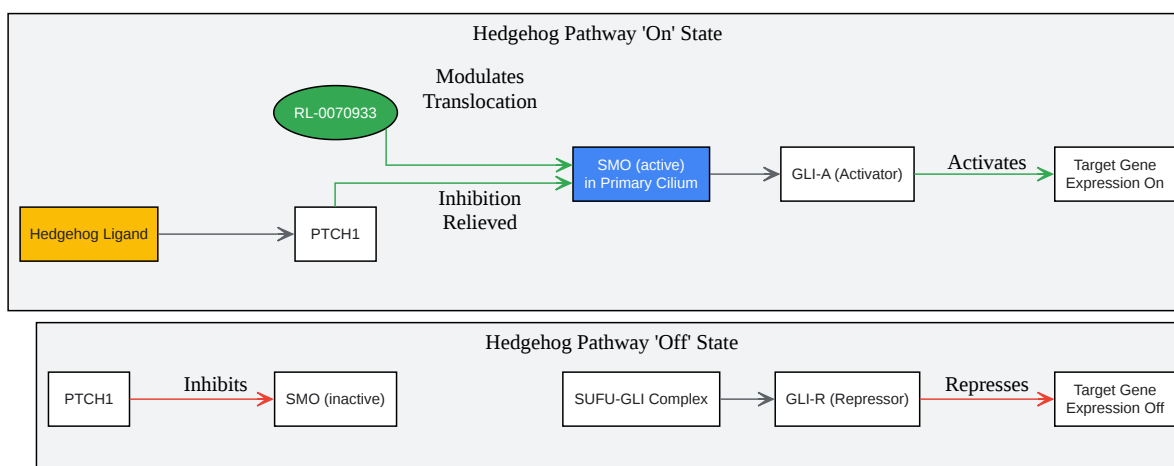 Hedgehog Pathway 'On' State
Modulates
Translocation
RL-0070933
SMO (active)
in Primary Cilium
GLI-A (Activator)
Activates
Target Gene
Expression On
Inhibition
Relieved
Hedgehog Ligand
PTCH1
Hedgehog Pathway 'Off' State
PTCH1
Inhibits
SMO (inactive)
SUFU-GLI Complex
GLI-R (Repressor)
Represses
Target Gene
Expression Off